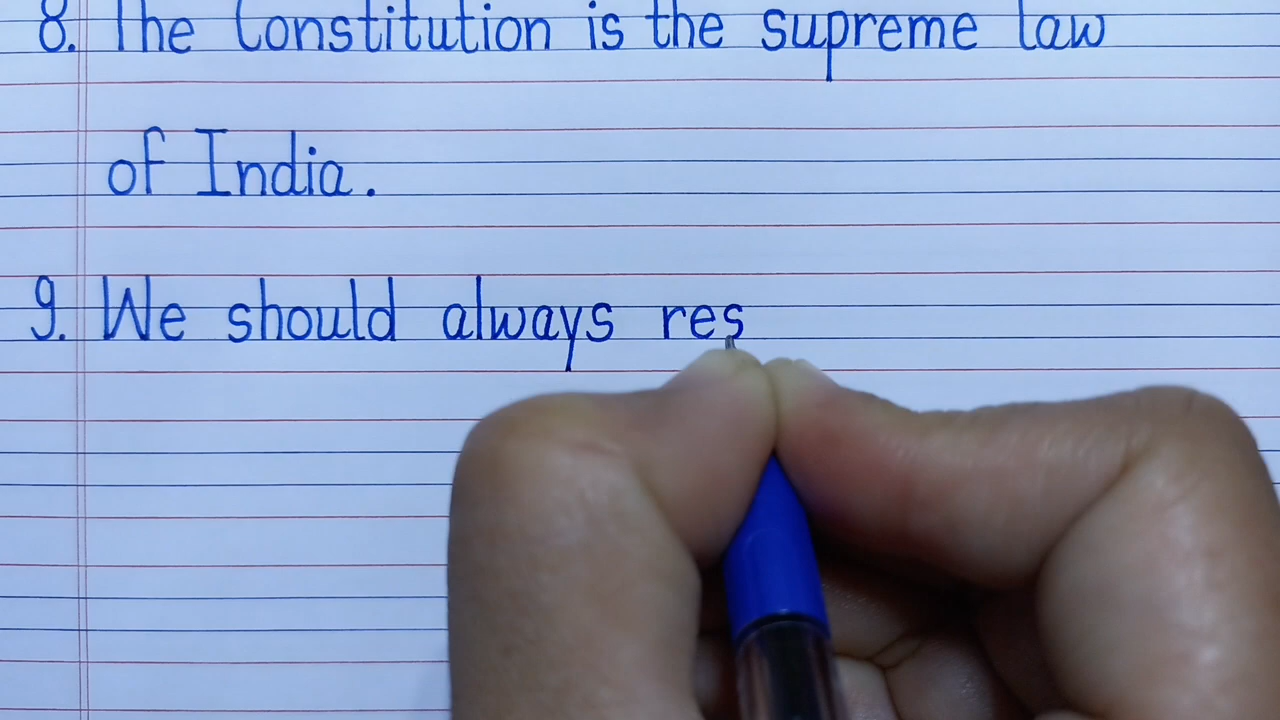 8. The Constitution is the supreme law
of India.
9. We should always res